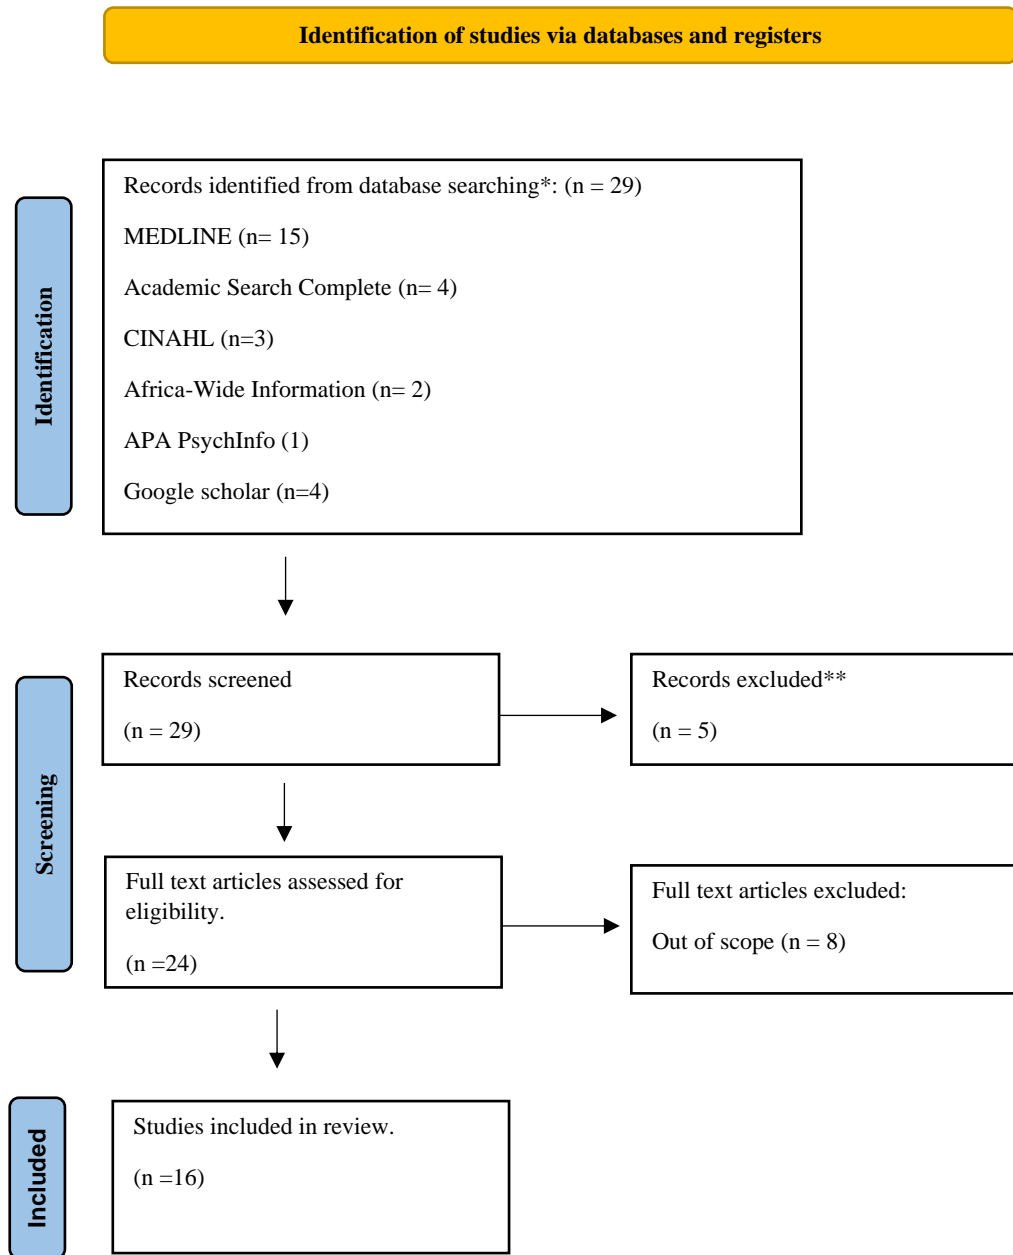 Identification of studies via databases and registers
Identification
Records identified from database searching*: (n = 29)
MEDLINE (n= 15)
Academic Search Complete (n= 4)
CINAHL (n=3)
Africa-Wide Information (n= 2)
APA PsychInfo (1)
Google scholar (n=4)
Screening
Records screened
(n = 29)
Records excluded**
(n = 5)
Full text articles assessed for
eligibility.
(n =24)
Full text articles excluded:
Out of scope (n = 8)
Included
Studies included in review.
(n =16)